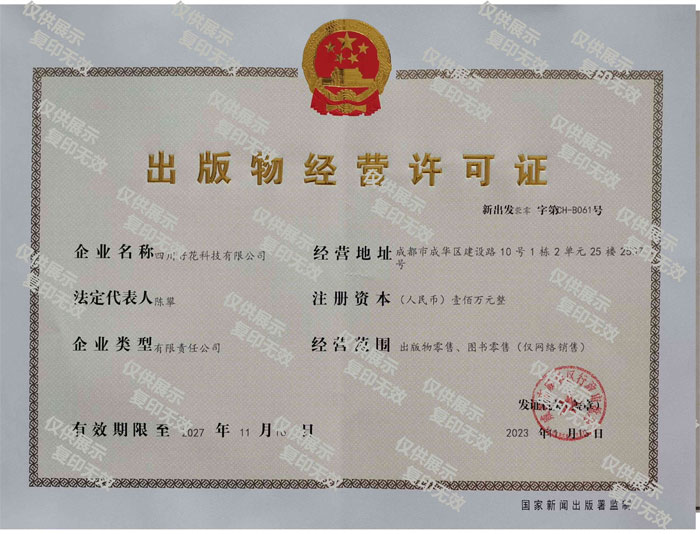 出版物经营许可证
新出发 零 字第CH-B061号
企业名称 四川 花科技有限公司
经营地址 成都市成华区建设路10号1栋2单元25楼
号
法定代表人 陈攀
注册资本 (人民币)壹佰万元整
企业类型 有限责任公司
经营范围 出版物零售、图书零售(仅网络销售)
发证
有效期限至 2027 年 11 月 日
2023 年 11 月 日
国家新闻出版署监制
仅供展示
复印无效